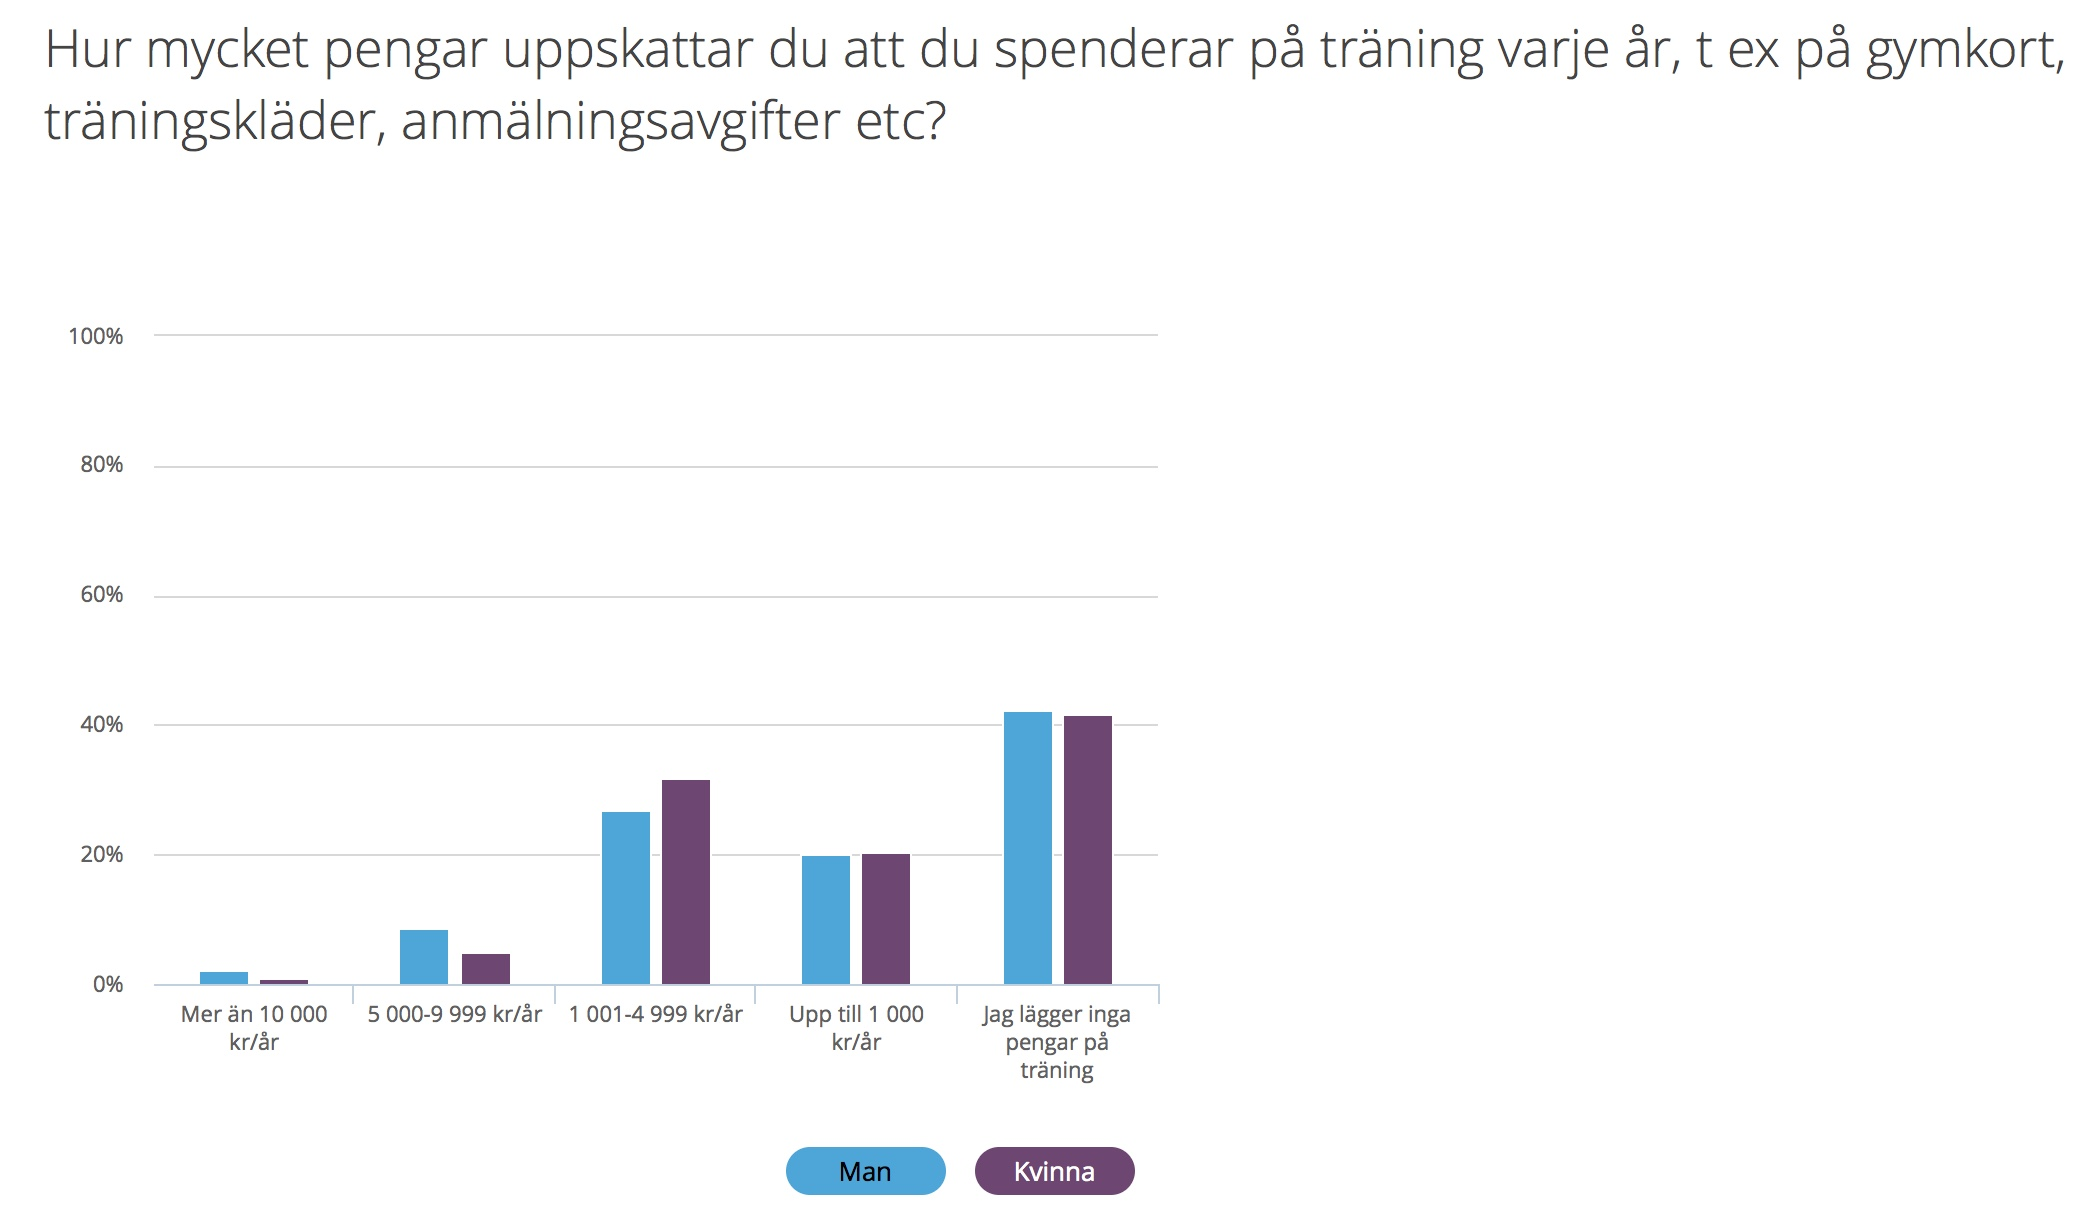 Hur mycket pengar uppskattar du att du spenderar på träning varje år, t ex på gymkort,
träningskläder, anmälningsavgifter etc?
100%
80%
60%
40%
20%
0%
Mer än 10 000
kr/år
5 000-9 999 kr/år
1 001-4 999 kr/år
Upp till 1 000
kr/år
Jag lägger inga
pengar på
träning
Man
Kvinna